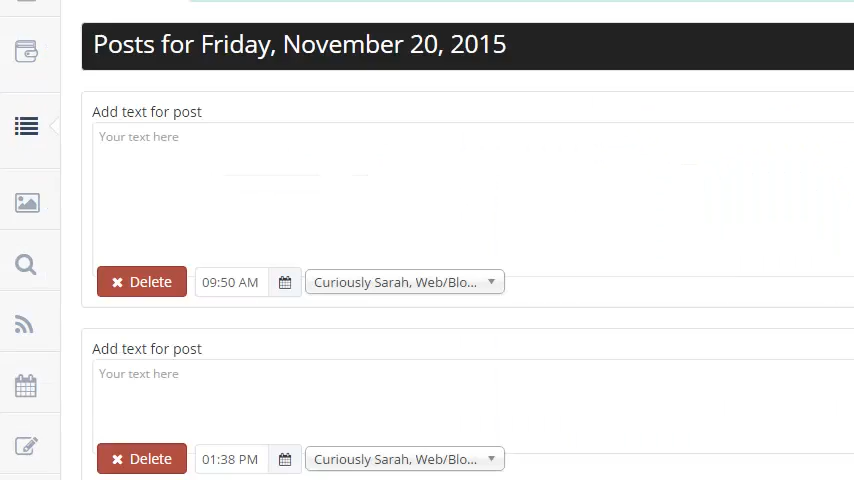 Posts for Friday, November 20, 2015
Add text for post
Your text here
Delete 09:50 AM Curiously Sarah, Web/Blo...
Add text for post
Your text here
Delete 01:38 PM Curiously Sarah, Web/Blo...